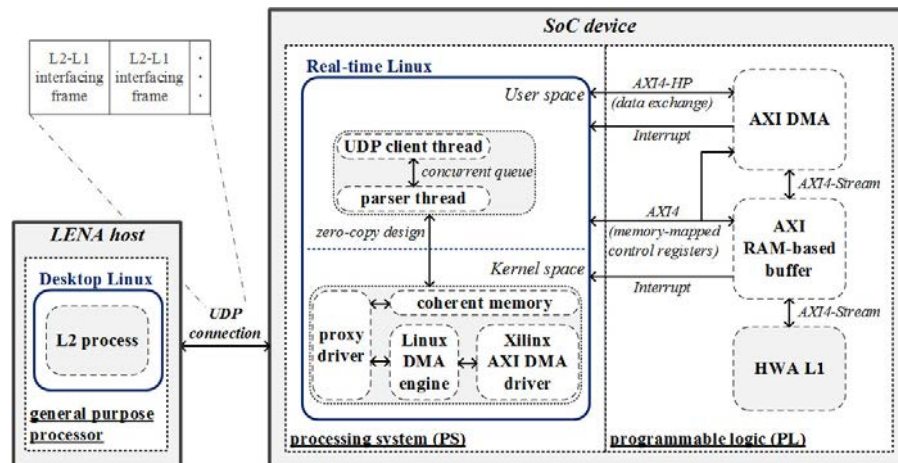 SoC device
L2-L1
interfacing
frame
L2-L1
interfacing
frame
Real-time Linux
User space
UDP client thread
concurrent queue
parser thread
zero-copy design
Kernel space
coherent memory
proxy
driver
Linux
DMA
engine
Xilinx
AXI DMA
driver
processing system (PS)
AXI4-HP
(data exchange)
Interrupt
AXI4
(memory-mapped
control registers)
Interrupt
AXI DMA
AXI4-Stream
AXI
RAM-based
buffer
AXI4-Stream
HWA L1
programmable logic (PL)
LENA host
Desktop Linux
L2 process
general purpose
processor
UDP
connection